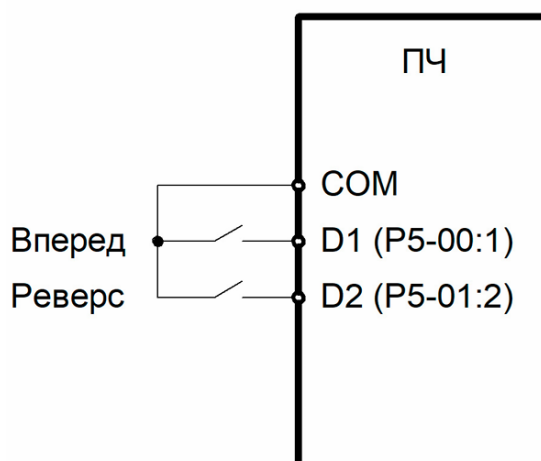 ПЧ
COM
Вперед D1 (P5-00:1)
Реверс D2 (P5-01:2)